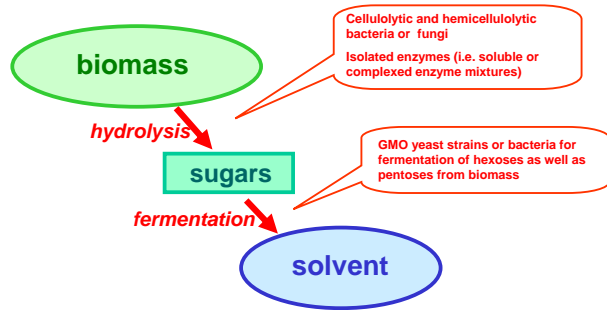 Cellulolytic and hemicellulolytic
bacteria or fungi
Isolated enzymes (i.e. soluble or
complexed enzyme mixtures)
biomass
hydrolysis
GMO yeast strains or bacteria for
fermentation of hexoses as well as
pentoses from biomass
sugars
fermentation
solvent